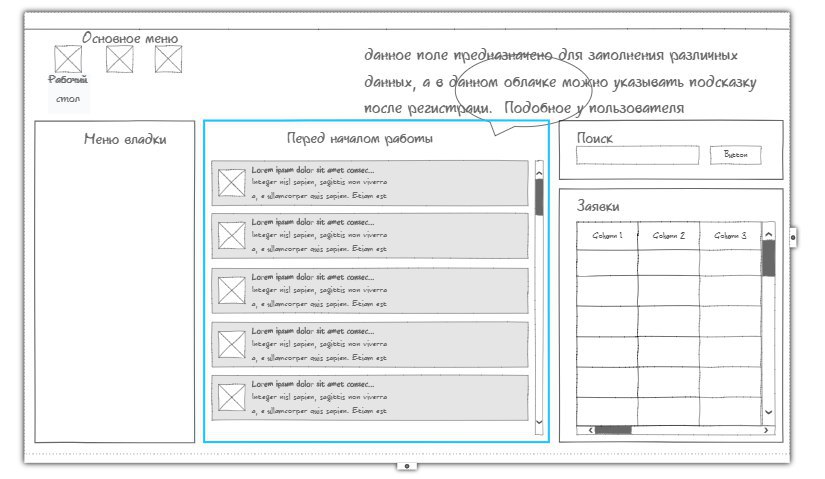 Основное меню
Рабочий
стол
данное поле предназначено для заполнения различных
данных, а в данном облачке можно указывать подсказку
после регистрации. Подобное у пользователя
Меню владки
Перед началом работы
Lorem ipsum dolor sit amet consec...
Integer nisl sapien, sagittis non viverra
a, e ullamcorper quis sapien. Etiam est
Lorem ipsum dolor sit amet consec...
Integer nisl sapien, sagittis non viverra
a, e ullamcorper quis sapien. Etiam est
Lorem ipsum dolor sit amet consec...
Integer nisl sapien, sagittis non viverra
a, e ullamcorper quis sapien. Etiam est
Lorem ipsum dolor sit amet consec...
Integer nisl sapien, sagittis non viverra
a, e ullamcorper quis sapien. Etiam est
Lorem ipsum dolor sit amet consec...
Integer nisl sapien, sagittis non viverra
a, e ullamcorper quis sapien. Etiam est
Поиск
Button
Заявки
Column 1 Column 2 Column 3